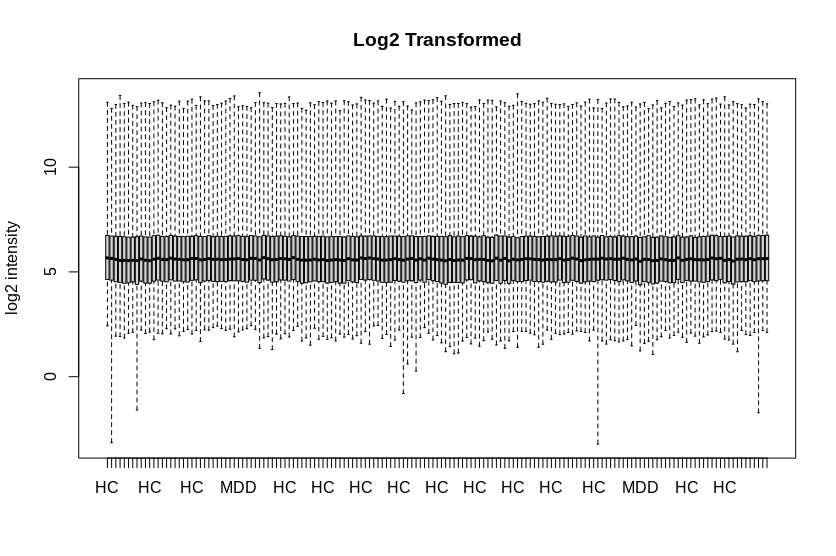 Log2 Transformed
log2 intensity
10
5
0
HC HC HC MDD HC HC HC HC HC HC HC HC HC MDD HC HC